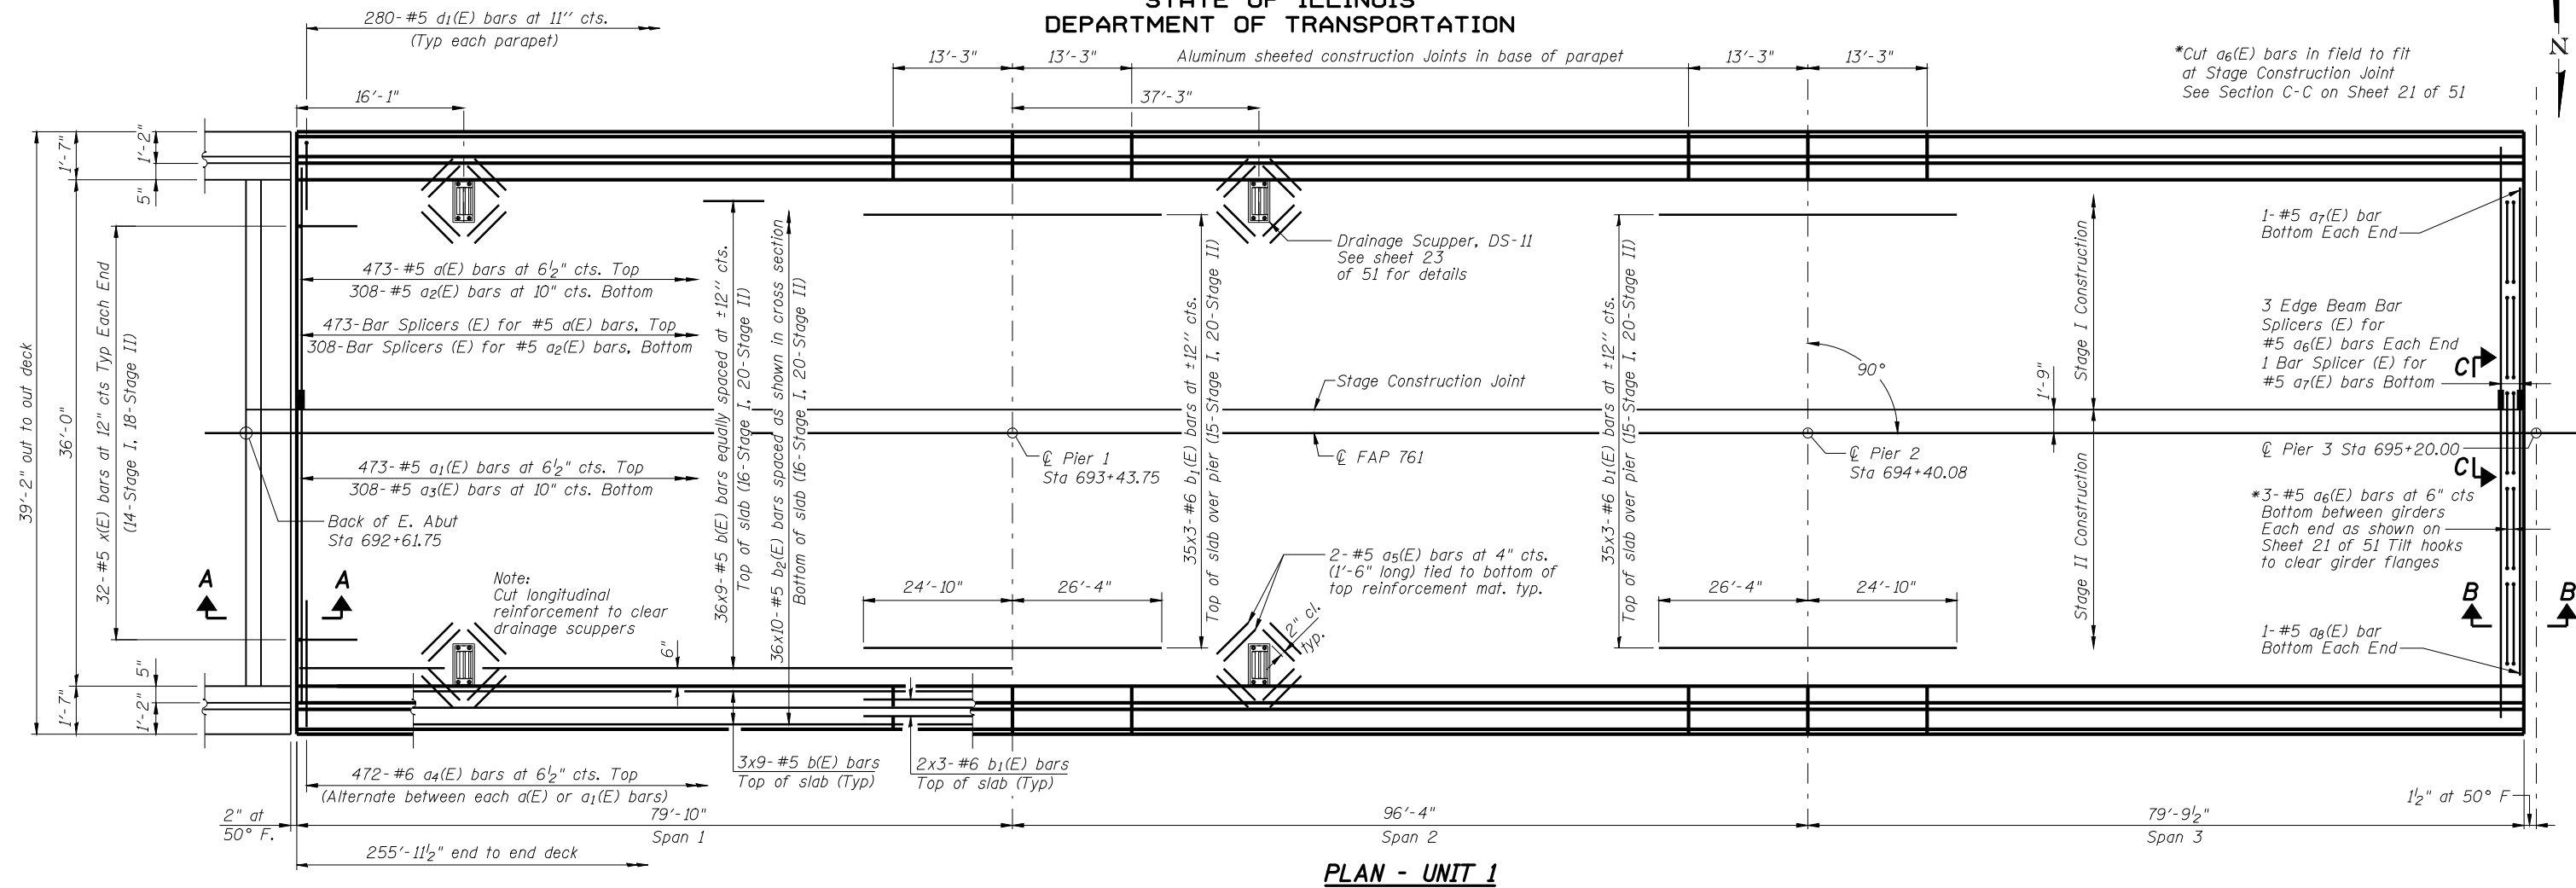 STATE OF ILLINOIS
DEPARTMENT OF TRANSPORTATION
280-#5 d1(E) bars at 11" cts.
(Typ each parapet)
13'-3"
13'-3"
Aluminum sheeted construction Joints in base of parapet
13'-3"
13'-3"
*Cut a6(E) bars in field to fit
at Stage Construction Joint
See Section C-C on Sheet 21 of 51
N
16'-1"
37'-3"
39'-2" out to out deck
1'-7"
1'-2"
5"
36'-0"
32-#5 x(E) bars at 12" cts Typ Each End
(14-Stage I, 18-Stage II)
473-#5 a(E) bars at 6½" cts. Top
308-#5 a2(E) bars at 10" cts. Bottom
473-Bar Splicers (E) for #5 a(E) bars, Top
308-Bar Splicers (E) for #5 a2(E) bars, Bottom
36x9-#5 b(E) bars equally spaced at ±12" cts.
Top of slab (16-Stage I, 20-Stage II)
36x10-#5 b2(E) bars spaced as shown in cross section
Bottom of slab (16-Stage I, 20-Stage II)
35x3-#6 b1(E) bars at ±12" cts.
Top of slab over pier (15-Stage I, 20-Stage II)
Drainage Scupper, DS-11
See sheet 23
of 51 for details
35x3-#6 b1(E) bars at ±12" cts.
Top of slab over pier (15-Stage I, 20-Stage II)
Stage I Construction
1-#5 a7(E) bar
Bottom Each End
3 Edge Beam Bar
Splicers (E) for
#5 a6(E) bars Each End
1 Bar Splicer (E) for
#5 a7(E) bars Bottom
C
90°
1'-9"
Stage Construction Joint
℄ Pier 1
Sta 693+43.75
℄ FAP 761
℄ Pier 2
Sta 694+40.08
℄ Pier 3 Sta 695+20.00
C
473-#5 a1(E) bars at 6½" cts. Top
308-#5 a3(E) bars at 10" cts. Bottom
Back of E. Abut
Sta 692+61.75
Stage II Construction
*3-#5 a6(E) bars at 6" cts
Bottom between girders
Each end as shown on
Sheet 21 of 51 Tilt hooks
to clear girder flanges
A
A
Note:
Cut longitudinal
reinforcement to clear
drainage scuppers
24'-10"
26'-4"
2-#5 a5(E) bars at 4" cts.
(1'-6" long) tied to bottom of
top reinforcement mat. typ.
2" cl.
typ.
26'-4"
24'-10"
B
B
1-#5 a8(E) bar
Bottom Each End
6"
5"
1'-7"
1'-2"
3x9-#5 b(E) bars
Top of slab (Typ)
2x3-#6 b1(E) bars
Top of slab (Typ)
472-#6 a4(E) bars at 6½" cts. Top
(Alternate between each a(E) or a1(E) bars)
2" at
50° F.
79'-10"
Span 1
96'-4"
Span 2
79'-9½"
Span 3
1½" at 50° F
255'-11½" end to end deck
PLAN - UNIT 1